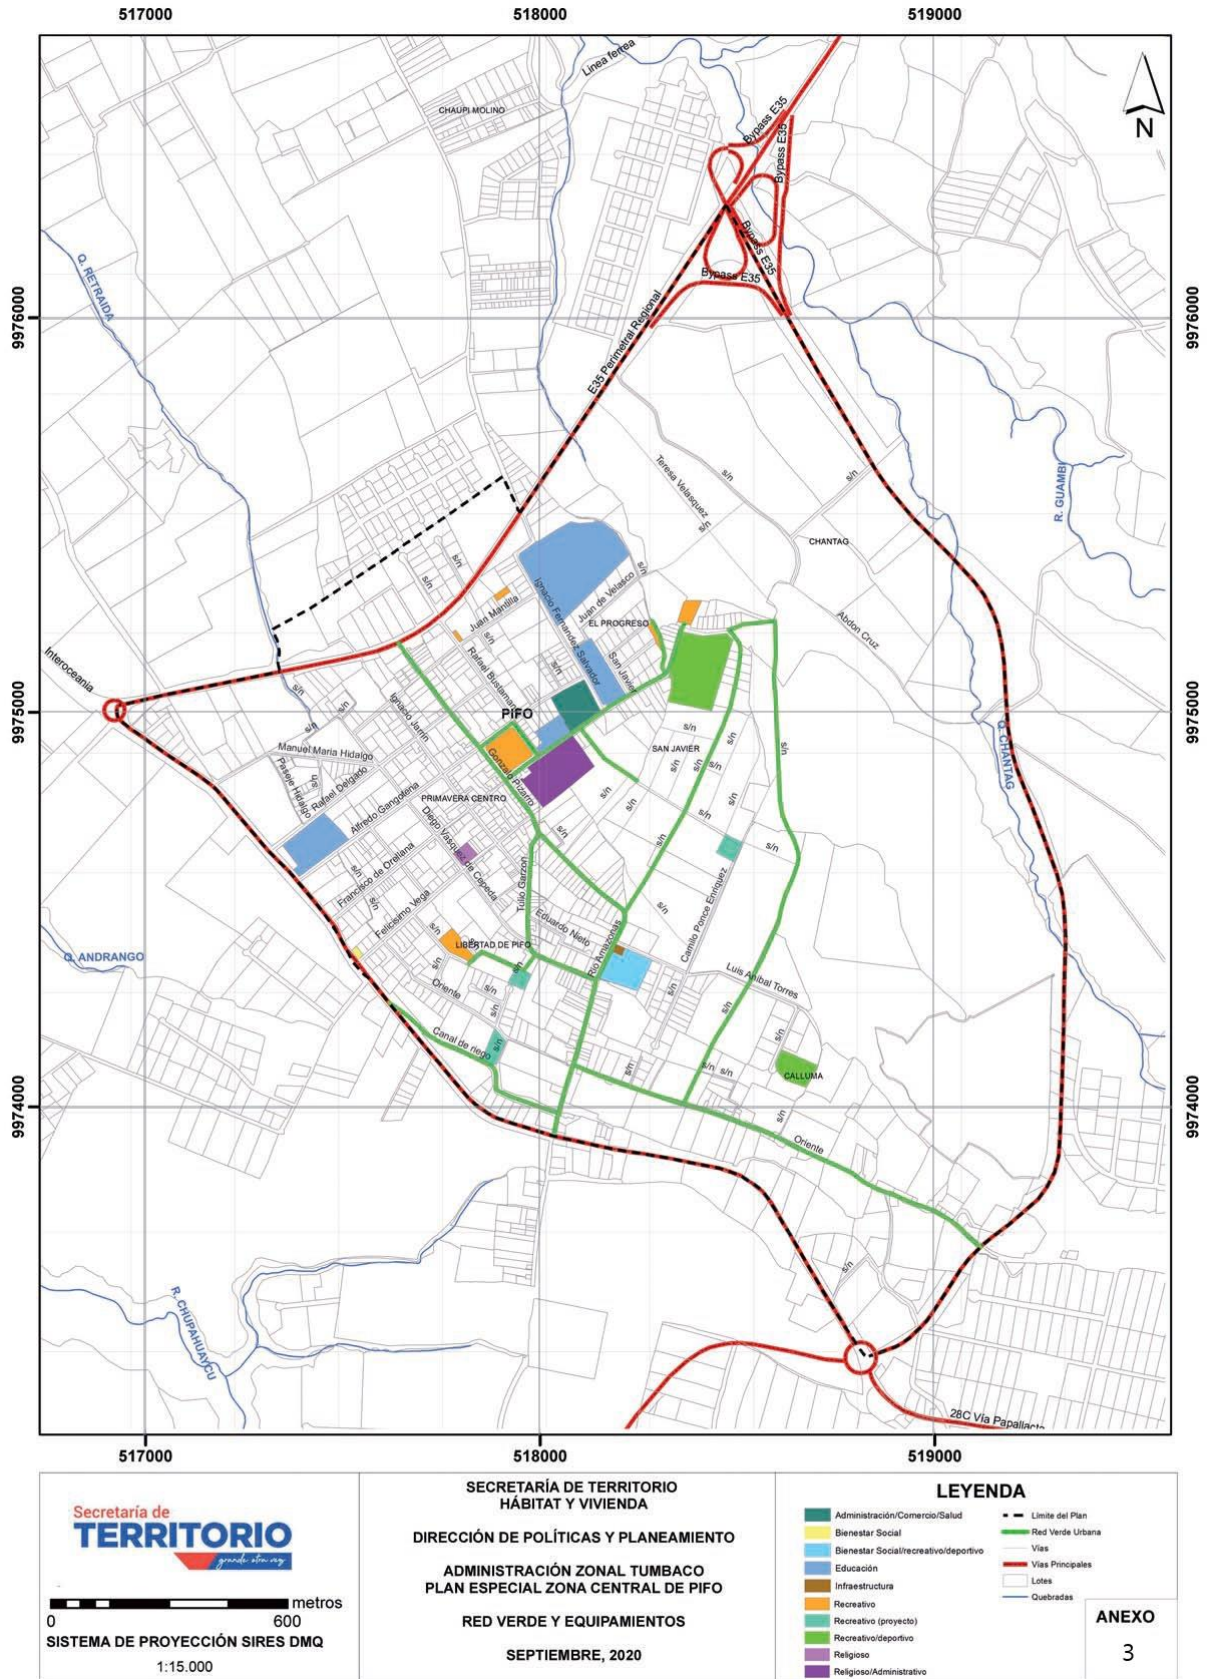 517000
518000
519000
Línea ferrea
CHAUPI MOLINO
Bypass E35
Bypass E35
N
Q. RETRAIDA
Bypass E35
Bypass E35
9976000
9976000
E35 Perimetral Regional
R. GUAMBI
Teresa Velasquez
s/n
s/n
s/n
CHANTAG
s/n
s/n
s/n
Ignacio Fernandez Salvador
Juan de Velasco
Juan Mantilla
EL PROGRESO
Abdon Cruz
s/n
Rafael Bustamante
s/n
San Javier
Interoceania
s/n
s/n
s/n
Ignacio Jarrin
9975000
9975000
PIFO
s/n
s/n
s/n
Manuel Maria Hidalgo
Gonzalo Pizarro
SAN JAVIER
Q. CHANTAG
Pasaje Hidalgo
s/n
Rafael Delgado
s/n
s/n
s/n
Alfredo Gangotena
PRIMAVERA CENTRO
s/n
s/n
s/n
s/n
Diego Vasquez de Cepeda
s/n
s/n
s/n
Francisco de Orellana
s/n
Tulio Garzon
s/n
Felicisimo Vega
s/n
Eduardo Nieto
Camilo Ponce Enriquez
s/n
s/n
LIBERTAD DE PIFO
Rio Amazonas
Q. ANDRANGO
s/n
s/n
Luis Anibal Torres
Oriente
s/n
s/n
s/n
s/n
Canal de riego
s/n
s/n
s/n
s/n
s/n
CALLUMA
9974000
9974000
s/n
Oriente
s/n
R. CHUPAHUAYCU
28C Vía Papallacta
517000
518000
519000
Secretaría de
TERRITORIO
grande otra vez
metros
0
600
SISTEMA DE PROYECCIÓN SIRES DMQ
1:15.000
SECRETARÍA DE TERRITORIO
HÁBITAT Y VIVIENDA
DIRECCIÓN DE POLÍTICAS Y PLANEAMIENTO
ADMINISTRACIÓN ZONAL TUMBACO
PLAN ESPECIAL ZONA CENTRAL DE PIFO
RED VERDE Y EQUIPAMIENTOS
SEPTIEMBRE, 2020
LEYENDA
Administración/Comercio/Salud
Bienestar Social
Bienestar Social/recreativo/deportivo
Educación
Infraestructura
Recreativo
Recreativo (proyecto)
Recreativo/deportivo
Religioso
Religioso/Administrativo
Límite del Plan
Red Verde Urbana
Vías
Vías Principales
Lotes
Quebradas
ANEXO
3